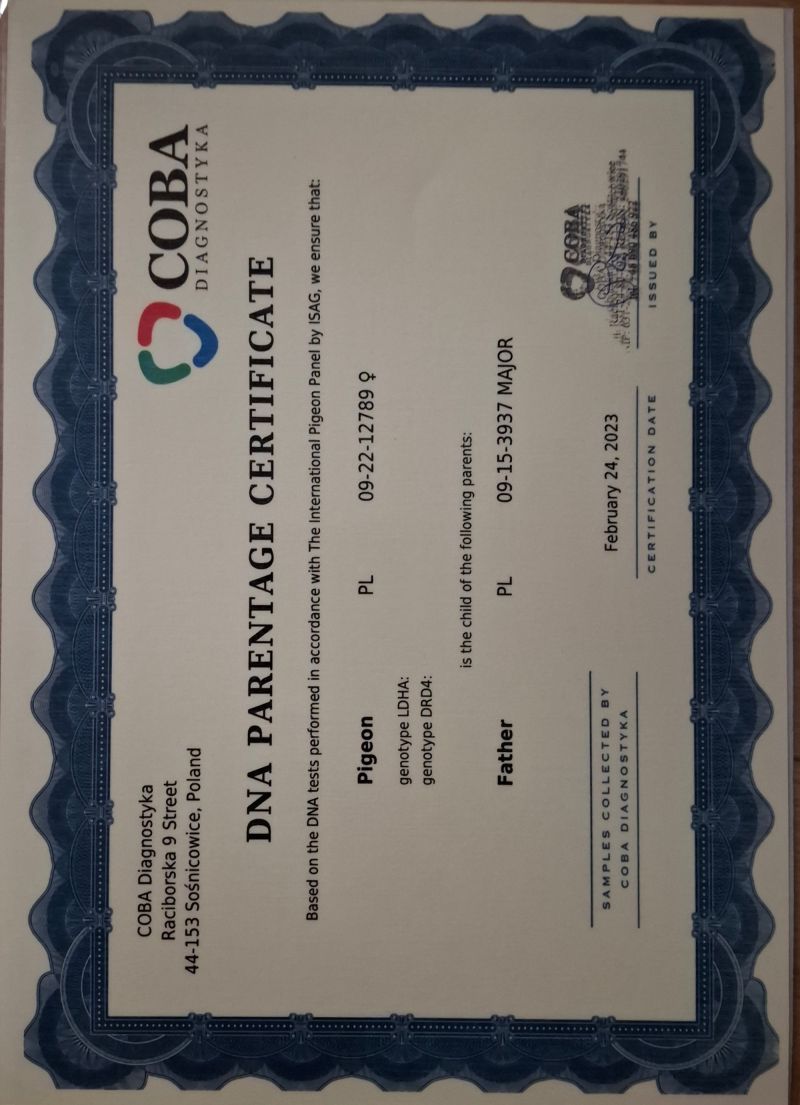 COBA Diagnostyka
Raciborska 9 Street
44-153 Sośnicowice, Poland
COBA
DIAGNOSTYKA
DNA PARENTAGE CERTIFICATE
Based on the DNA tests performed in accordance with The International Pigeon Panel by ISAG, we ensure that:
Pigeon PL 09-22-12789 ♀
genotype LDHA:
genotype DRD4:
is the child of the following parents:
Father PL 09-15-3937 MAJOR
SAMPLES COLLECTED BY
COBA DIAGNOSTYKA
February 24, 2023
CERTIFICATION DATE
COBA
ISSUED BY